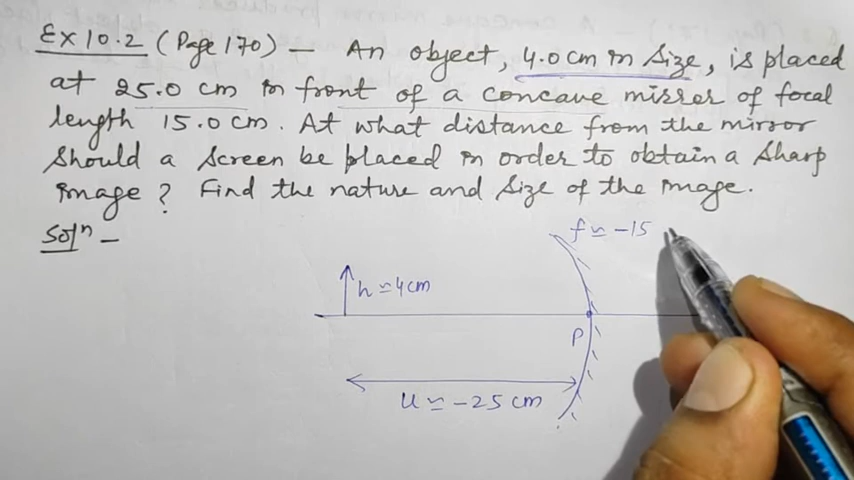 Ex 10.2 (Page 170) - An object, 4.0 cm in size, is placed
at 25.0 cm in front of a concave mirror of focal
length 15.0 cm. At what distance from the mirror
should a screen be placed in order to obtain a sharp
image? Find the nature and size of the image.
Solⁿ -
f = -15
h = 4cm
P
u = -25 cm